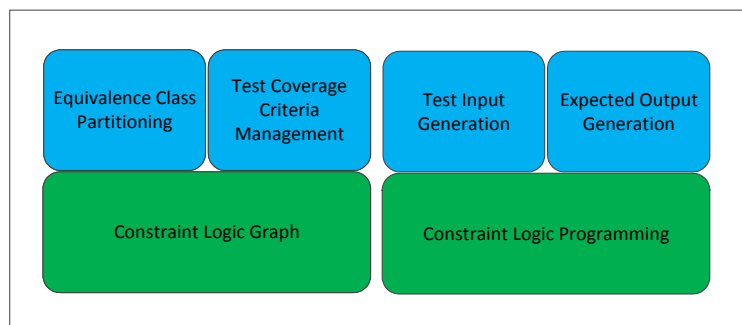 Equivalence Class
Partitioning
Test Coverage
Criteria
Management
Test Input
Generation
Expected Output
Generation
Constraint Logic Graph
Constraint Logic Programming